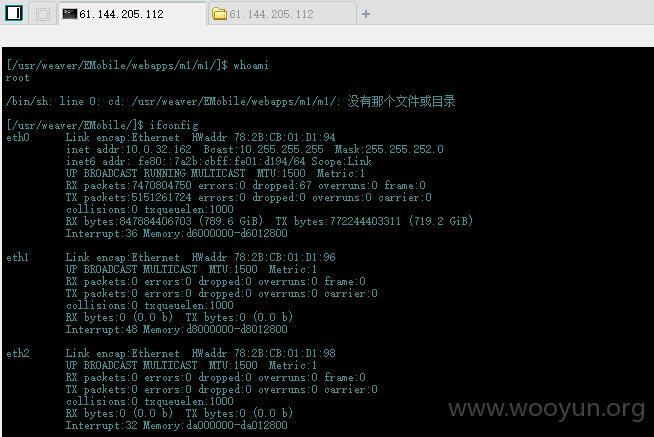 61.144.205.112 61.144.205.112 +
[/usr/weaver/EMobile/webapps/m1/m1/]$ whoami
root
/bin/sh: line 0: cd: /usr/weaver/EMobile/webapps/m1/m1/: 没有那个文件或目录
[/usr/weaver/EMobile/]$ ifconfig
eth0 Link encap:Ethernet HWaddr 78:2B:CB:01:D1:94
inet addr:10.0.32.162 Bcast:10.255.255.255 Mask:255.255.252.0
inet6 addr: fe80::7a2b:cbff:fe01:d194/64 Scope:Link
UP BROADCAST RUNNING MULTICAST MTU:1500 Metric:1
RX packets:7470804750 errors:0 dropped:67 overruns:0 frame:0
TX packets:5151261724 errors:0 dropped:0 overruns:0 carrier:0
collisions:0 txqueuelen:1000
RX bytes:847884406703 (789.6 GiB) TX bytes:772244403311 (719.2 GiB)
Interrupt:36 Memory:d6000000-d6012800
eth1 Link encap:Ethernet HWaddr 78:2B:CB:01:D1:96
UP BROADCAST MULTICAST MTU:1500 Metric:1
RX packets:0 errors:0 dropped:0 overruns:0 frame:0
TX packets:0 errors:0 dropped:0 overruns:0 carrier:0
collisions:0 txqueuelen:1000
RX bytes:0 (0.0 b) TX bytes:0 (0.0 b)
Interrupt:48 Memory:d8000000-d8012800
eth2 Link encap:Ethernet HWaddr 78:2B:CB:01:D1:98
UP BROADCAST MULTICAST MTU:1500 Metric:1
RX packets:0 errors:0 dropped:0 overruns:0 frame:0
TX packets:0 errors:0 dropped:0 overruns:0 carrier:0
collisions:0 txqueuelen:1000
RX bytes:0 (0.0 b) TX bytes:0 (0.0 b)
Interrupt:32 Memory:da000000-da012800
www.wooyun.org